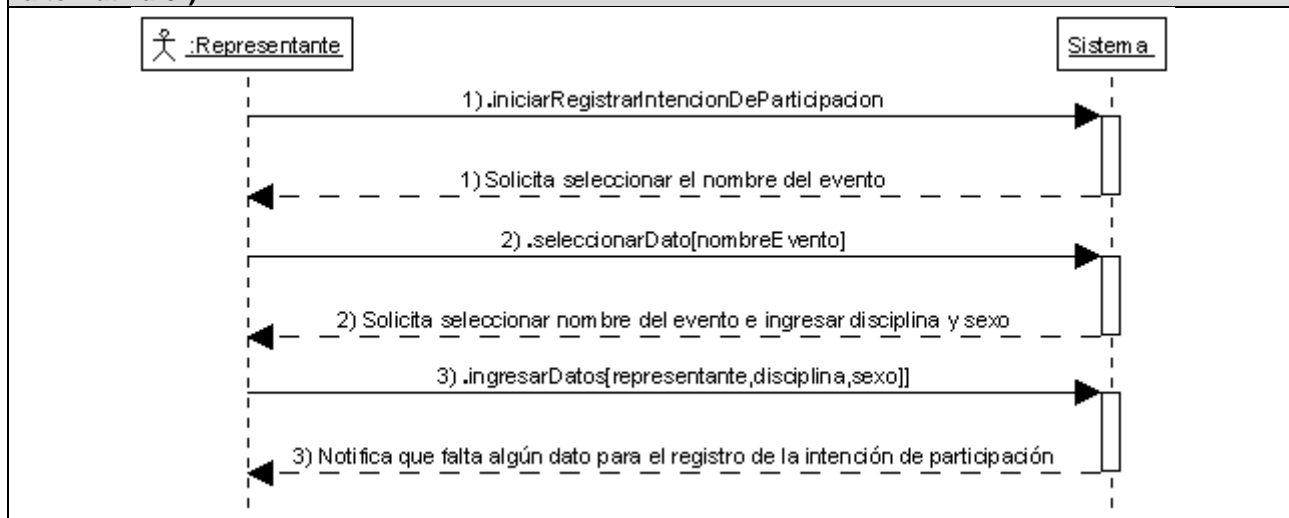 :Representante
Sistema
1) .iniciarRegistrarIntencionDeParticipacion
1) Solicita seleccionar el nombre del evento
2) .seleccionarDato[nombreEvento]
2) Solicita seleccionar nombre del evento e ingresar disciplina y sexo
3) .ingresarDatos[representante,disciplina,sexo]]
3) Notifica que falta algún dato para el registro de la intención de participación